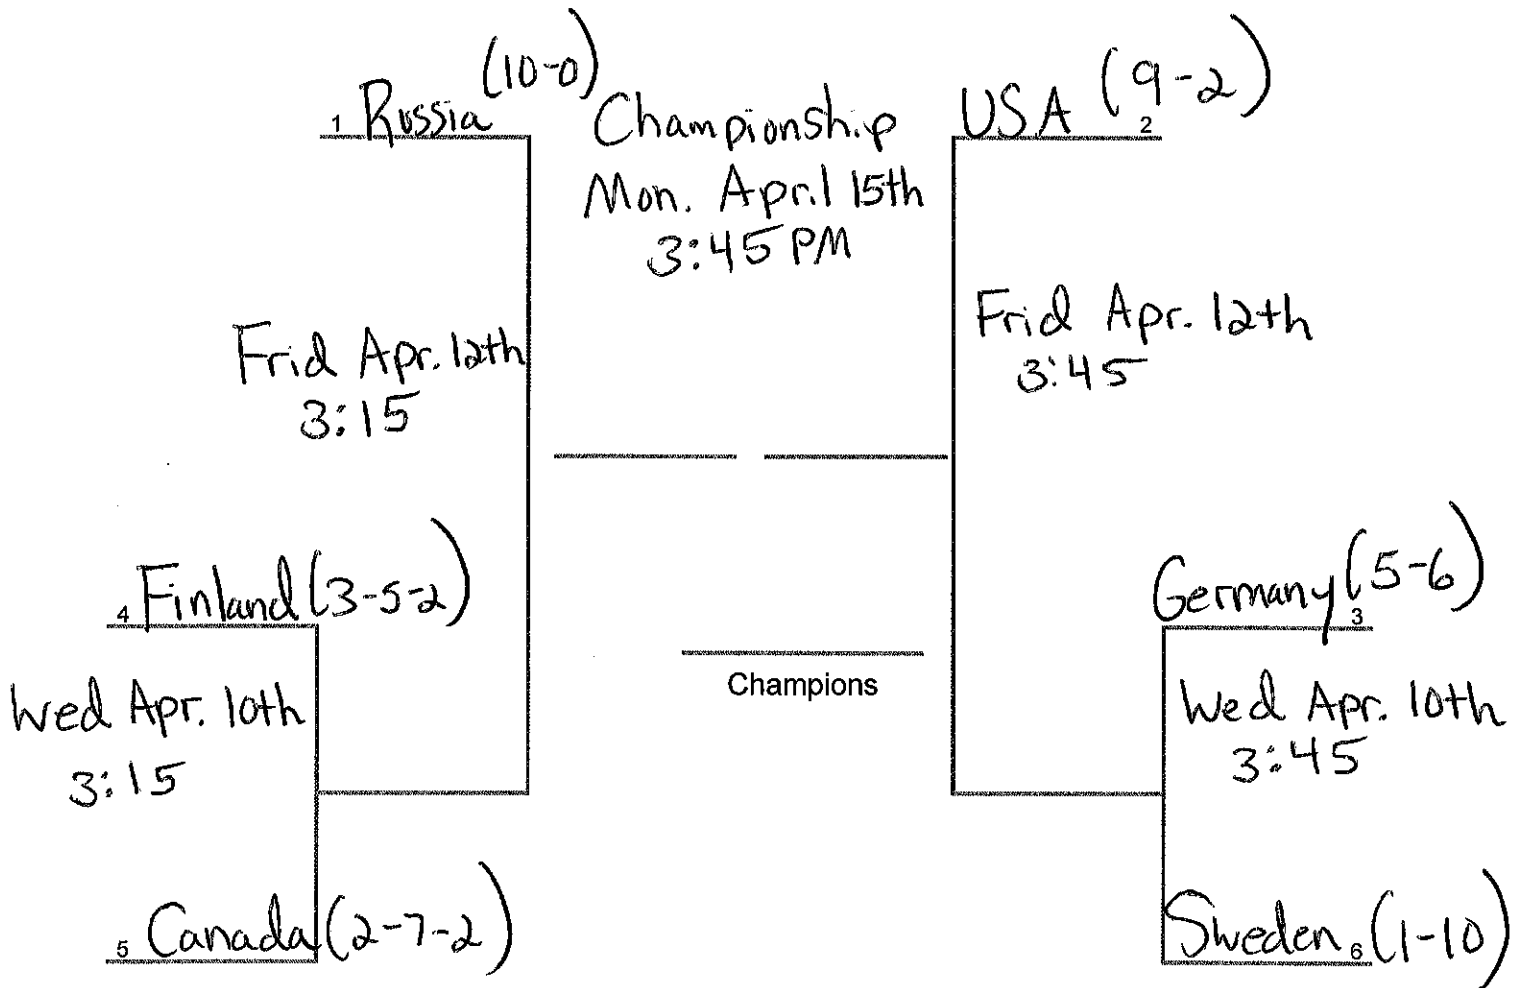 1 Russia (10-0)
Championship
Mon. April 15th
3:45 PM
USA (9-2)
2
Frid Apr. 12th
3:15
Frid Apr. 12th
3:45
4 Finland (3-5-2)
Germany (5-6)
3
Champions
Wed Apr. 10th
3:15
Wed Apr. 10th
3:45
5 Canada (2-7-2)
Sweden 6 (1-10)